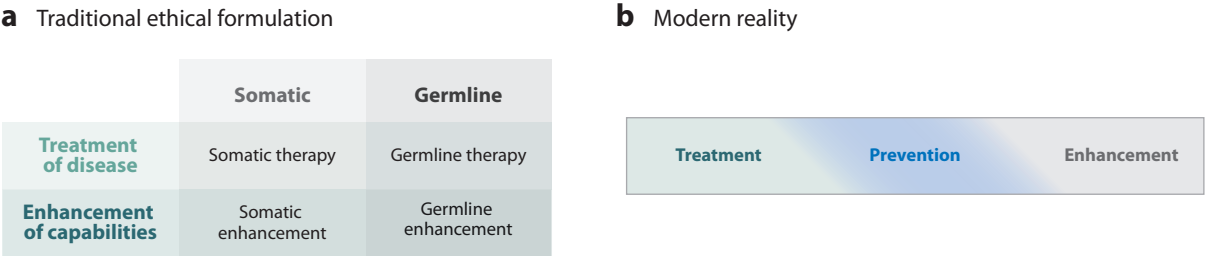 a Traditional ethical formulation
b Modern reality
Somatic
Germline
Treatment
of disease
Somatic therapy
Germline therapy
Enhancement
of capabilities
Somatic
enhancement
Germline
enhancement
Treatment
Prevention
Enhancement